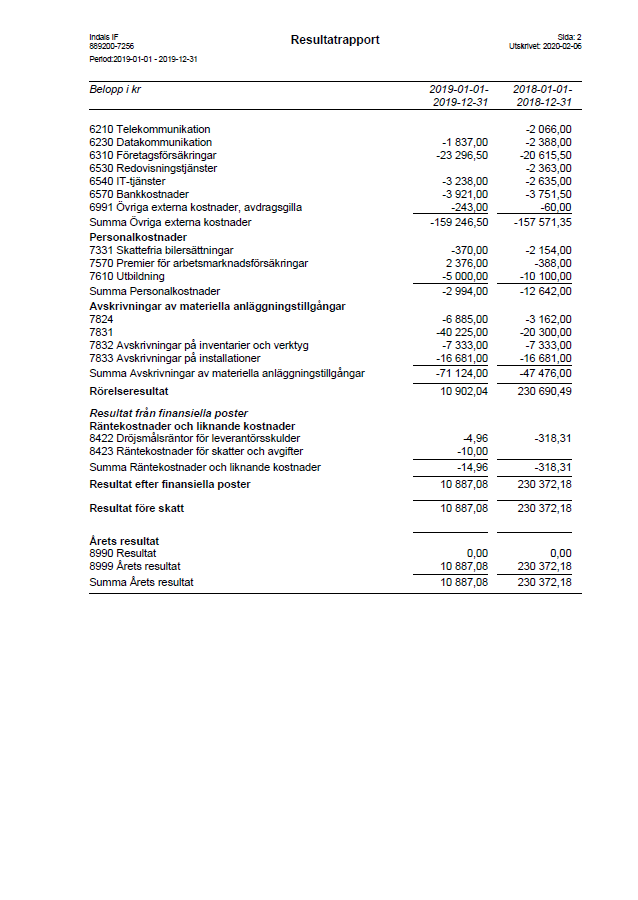 Indals IF
889200-7256
Resultatrapport
Sida: 2
Utskrivet: 2020-02-06
Period:2019-01-01 - 2019-12-31
Belopp i kr 2019-01-01- 2018-01-01-
2019-12-31 2018-12-31
6210 Telekommunikation -2 066,00
6230 Datakommunikation -1 837,00 -2 388,00
6310 Företagsförsäkringar -23 296,50 -20 615,50
6530 Redovisningstjänster -2 363,00
6540 IT-tjänster -3 238,00 -2 635,00
6570 Bankkostnader -3 921,00 -3 751,50
6991 Övriga externa kostnader, avdragsgilla -243,00 -60,00
Summa Övriga externa kostnader -159 246,50 -157 571,35
Personalkostnader
7331 Skattefria bilersättningar -370,00 -2 154,00
7570 Premier för arbetsmarknadsförsäkringar 2 376,00 -388,00
7610 Utbildning -5 000,00 -10 100,00
Summa Personalkostnader -2 994,00 -12 642,00
Avskrivningar av materiella anläggningstillgångar
7824 -6 885,00 -3 162,00
7831 -40 225,00 -20 300,00
7832 Avskrivningar på inventarier och verktyg -7 333,00 -7 333,00
7833 Avskrivningar på installationer -16 681,00 -16 681,00
Summa Avskrivningar av materiella anläggningstillgångar -71 124,00 -47 476,00
Rörelseresultat 10 902,04 230 690,49
Resultat från finansiella poster
Räntekostnader och liknande kostnader
8422 Dröjsmålsräntor för leverantörsskulder -4,96 -318,31
8423 Räntekostnader för skatter och avgifter -10,00
Summa Räntekostnader och liknande kostnader -14,96 -318,31
Resultat efter finansiella poster 10 887,08 230 372,18
Resultat före skatt 10 887,08 230 372,18
Årets resultat
8990 Resultat 0,00 0,00
8999 Årets resultat 10 887,08 230 372,18
Summa Årets resultat 10 887,08 230 372,18